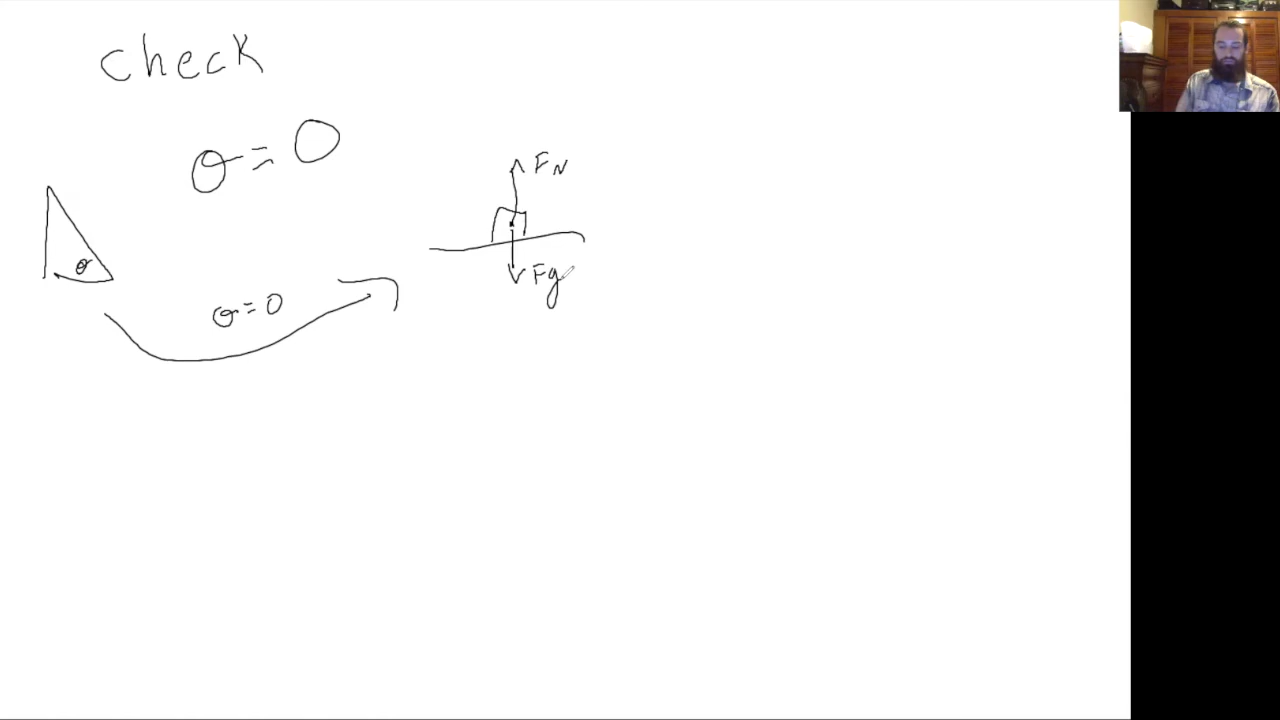 check
θ = 0
FN
θ
Fg
θ = 0